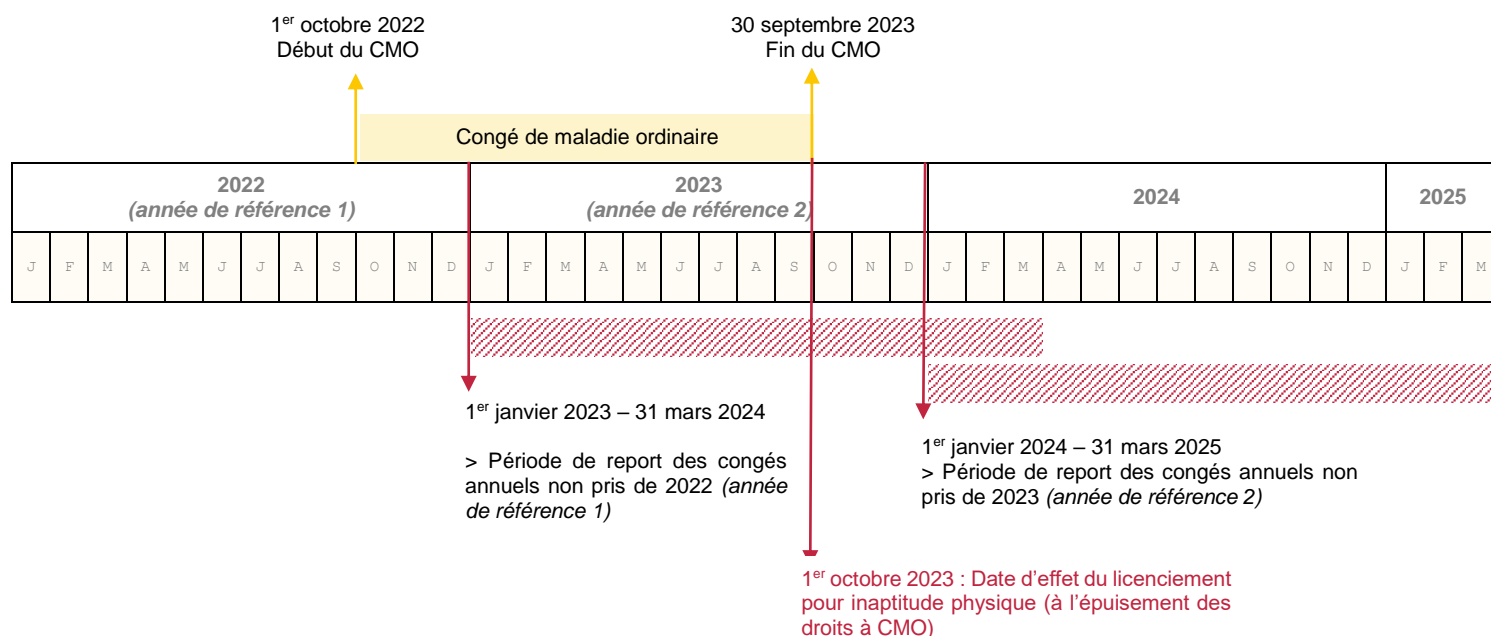 1er octobre 2022
Début du CMO
30 septembre 2023
Fin du CMO
Congé de maladie ordinaire
2022
(année de référence 1)
2023
(année de référence 2)
2024
2025
J F M A M J J A S O N D J F M A M J J A S O N D J F M A M J J A S O N D J F M
1er janvier 2023 – 31 mars 2024
> Période de report des congés
annuels non pris de 2022 (année
de référence 1)
1er janvier 2024 – 31 mars 2025
> Période de report des congés annuels non
pris de 2023 (année de référence 2)
1er octobre 2023 : Date d’effet du licenciement
pour inaptitude physique (à l’épuisement des
droits à CMO)